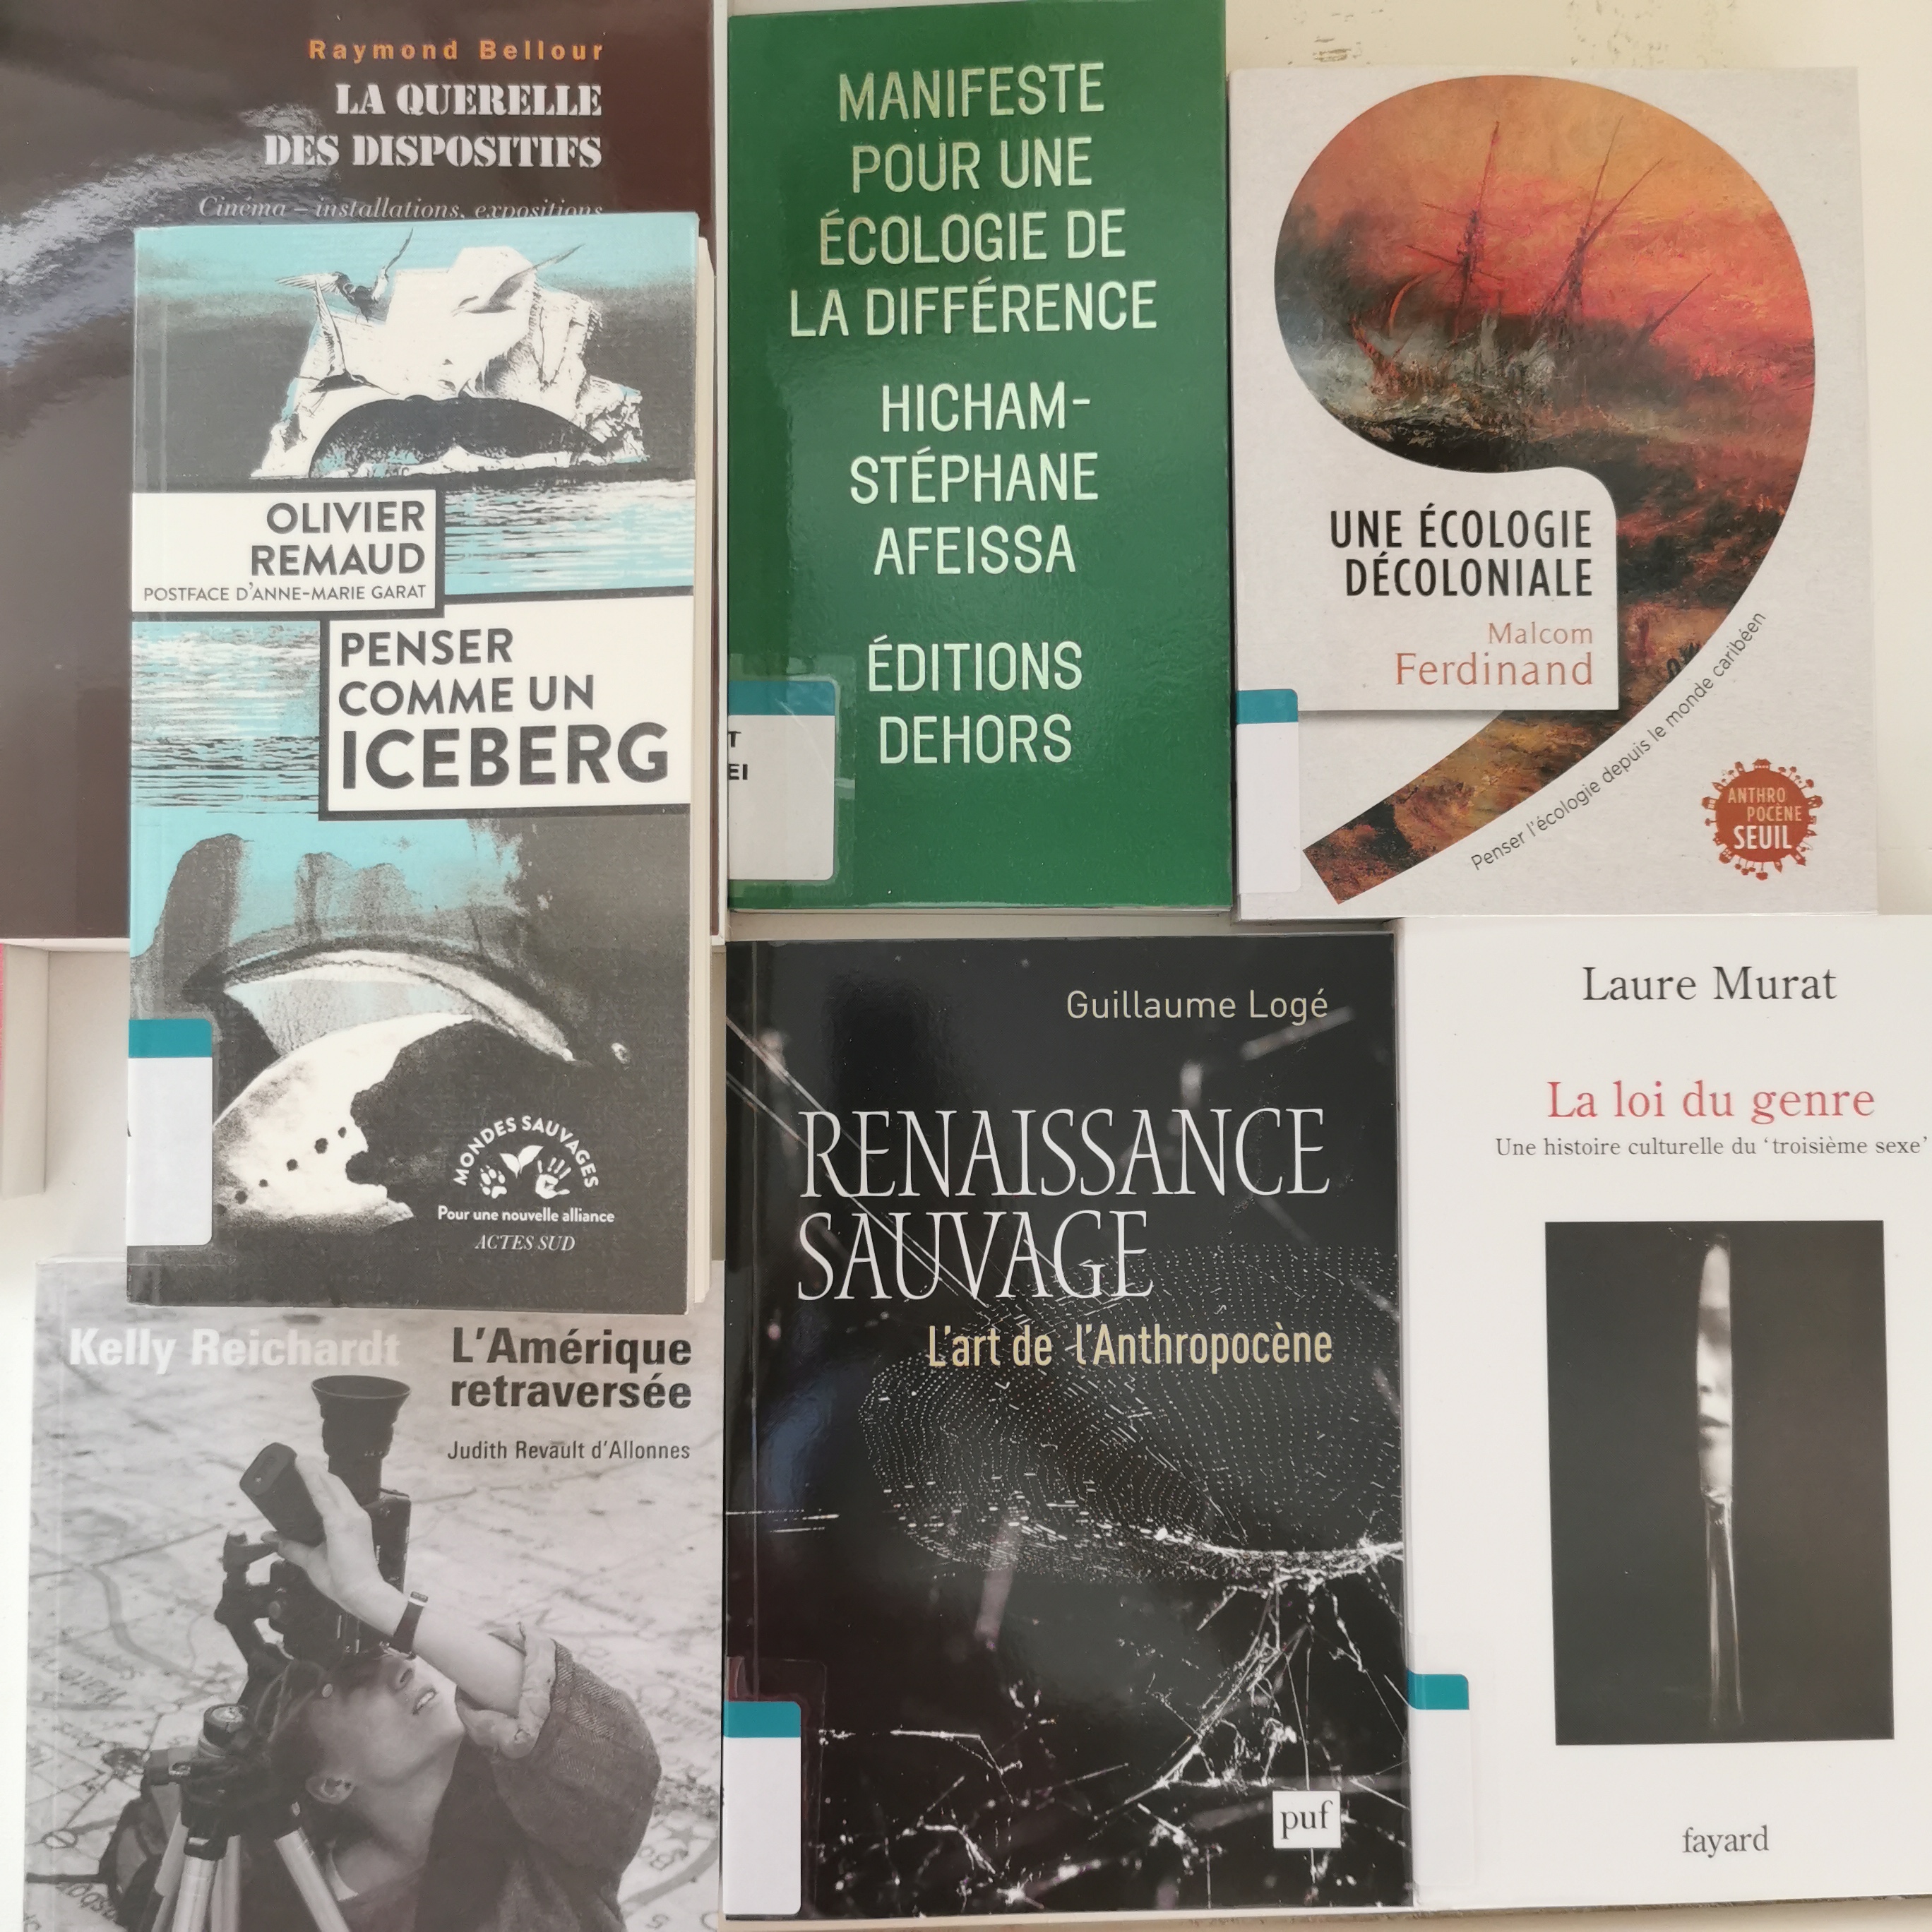 Raymond Bellour
LA QUERELLE
DES DISPOSITIFS
Cinéma – installations, expositions
OLIVIER
REMAUD
POSTFACE D'ANNE-MARIE GARAT
PENSER
COMME UN
ICEBERG
MONDES SAUVAGES
Pour une nouvelle alliance
ACTES SUD
MANIFESTE
POUR UNE
ÉCOLOGIE DE
LA DIFFÉRENCE
HICHAM-
STÉPHANE
AFEISSA
ÉDITIONS
DEHORS
T
EI
UNE ÉCOLOGIE
DÉCOLONIALE
Malcom
Ferdinand
Penser l'écologie depuis le monde caribéen
ANTHRO
POCÈNE
SEUIL
Kelly Reichardt
L'Amérique
retraversée
Judith Revault d'Allonnes
Guillaume Logé
RENAISSANCE
SAUVAGE
L'art de l'Anthropocène
puf
Laure Murat
La loi du genre
Une histoire culturelle du 'troisième sexe'
fayard